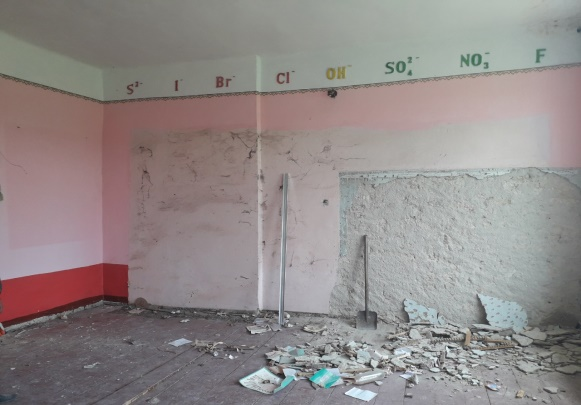 S²⁻ I⁻ Br⁻ Cl⁻ OH⁻ SO₄²⁻ NO₃⁻ F⁻